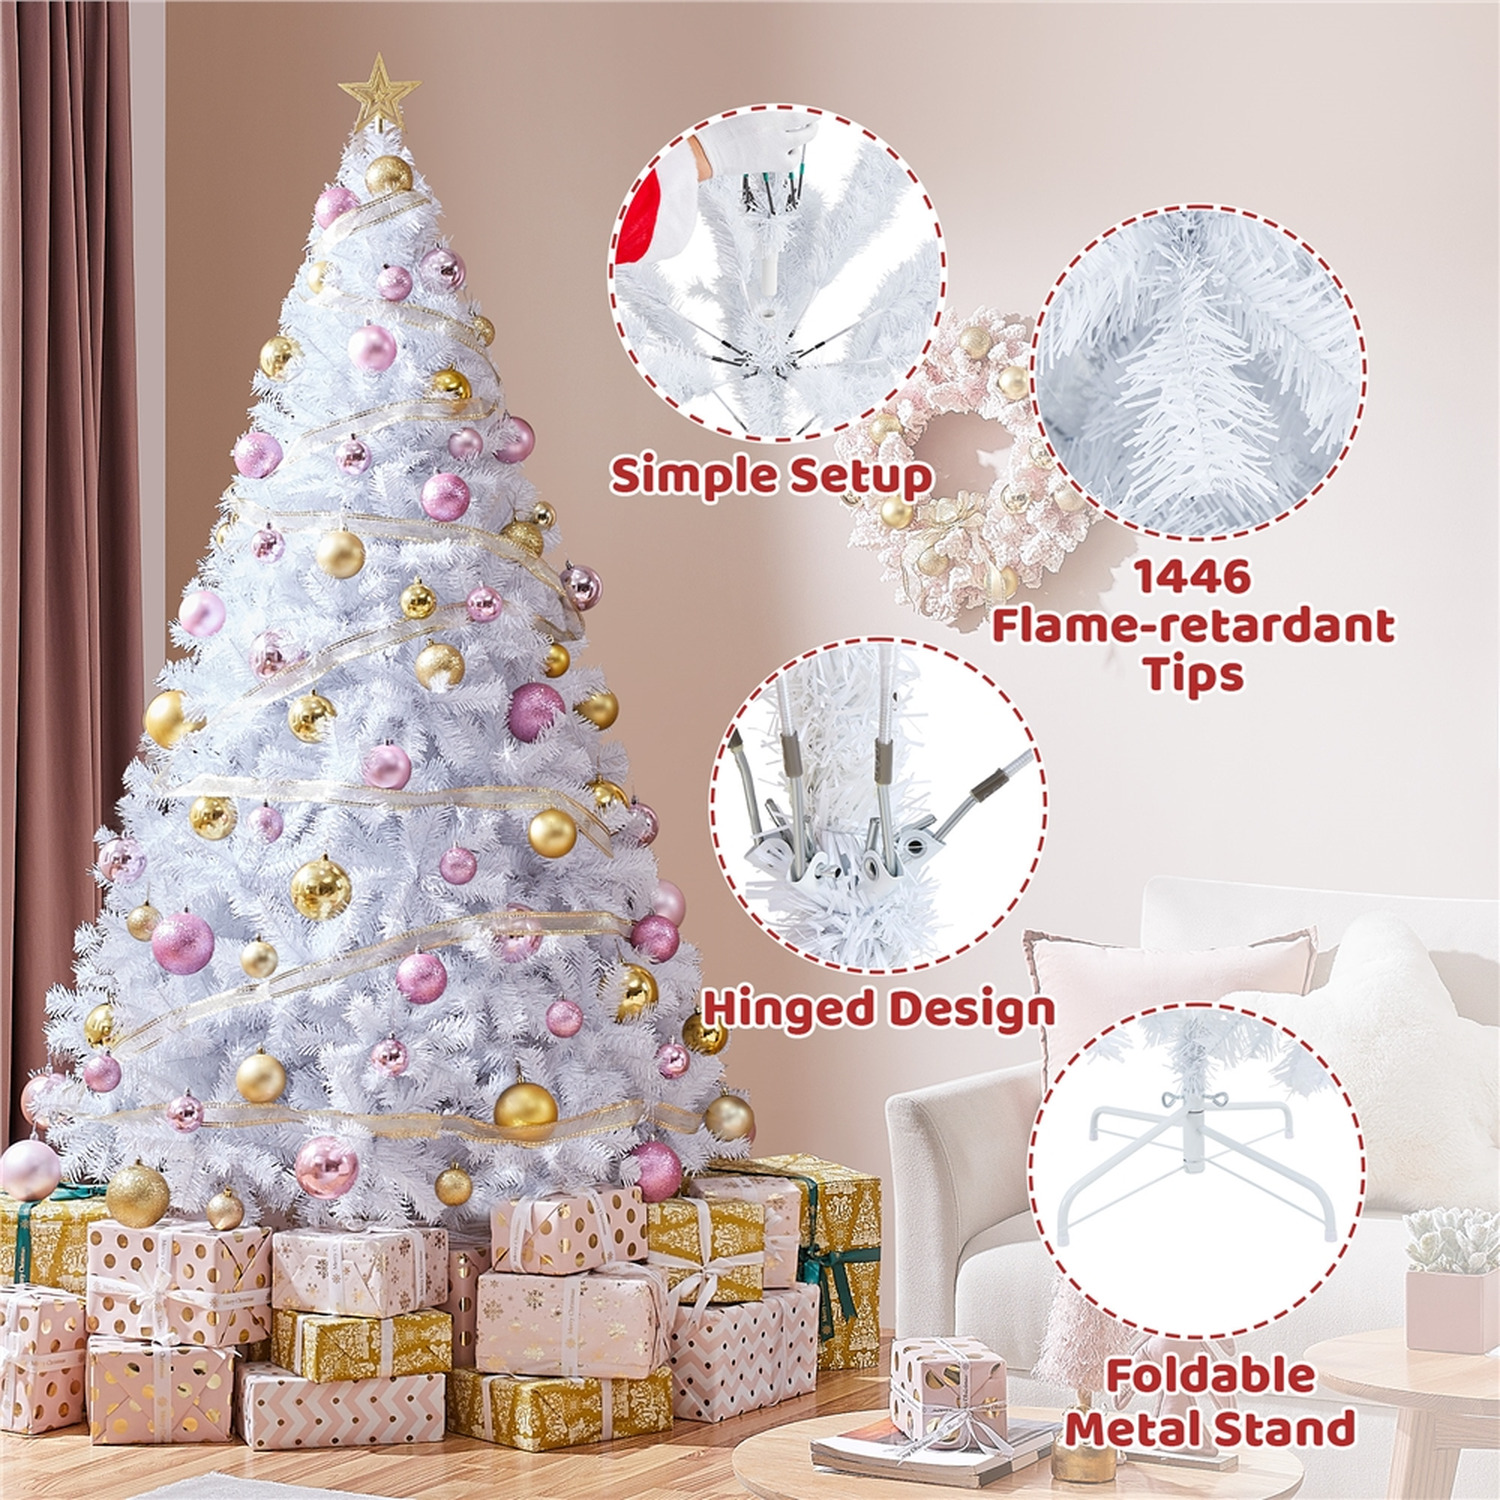 Simple Setup
1446
Flame-retardant
Tips
Hinged Design
Foldable
Metal Stand